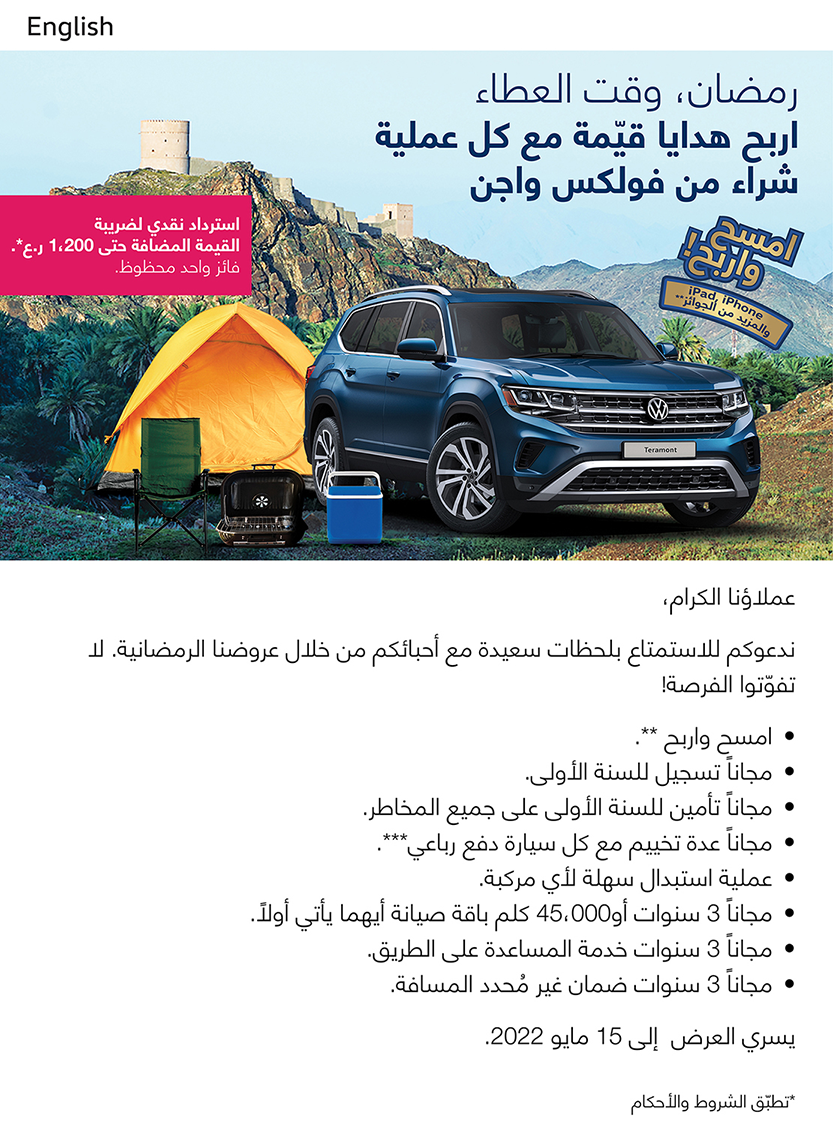 English
رمضان، وقت العطاء
اربح هدايا قيّمة مع كل عملية
شراء من فولكس واجن
استرداد نقدي لضريبة
القيمة المضافة حتى 1،200 ر.ع*.
فائز واحد محظوظ.
امسح
واربح!
iPad, iPhone
والمزيد من الجوائز**
Teramont
عملاؤنا الكرام،
ندعوكم للاستمتاع بلحظات سعيدة مع أحبائكم من خلال عروضنا الرمضانية. لا
تفوّتوا الفرصة!
• امسح واربح **.
• مجاناً تسجيل للسنة الأولى.
• مجاناً تأمين للسنة الأولى على جميع المخاطر.
• مجاناً عدة تخييم مع كل سيارة دفع رباعي***.
• عملية استبدال سهلة لأي مركبة.
• مجاناً 3 سنوات أو45،000 كلم باقة صيانة أيهما يأتي أولاً.
• مجاناً 3 سنوات خدمة المساعدة على الطريق.
• مجاناً 3 سنوات ضمان غير مُحدد المسافة.
يسري العرض إلى 15 مايو 2022.
*تطبّق الشروط والأحكام